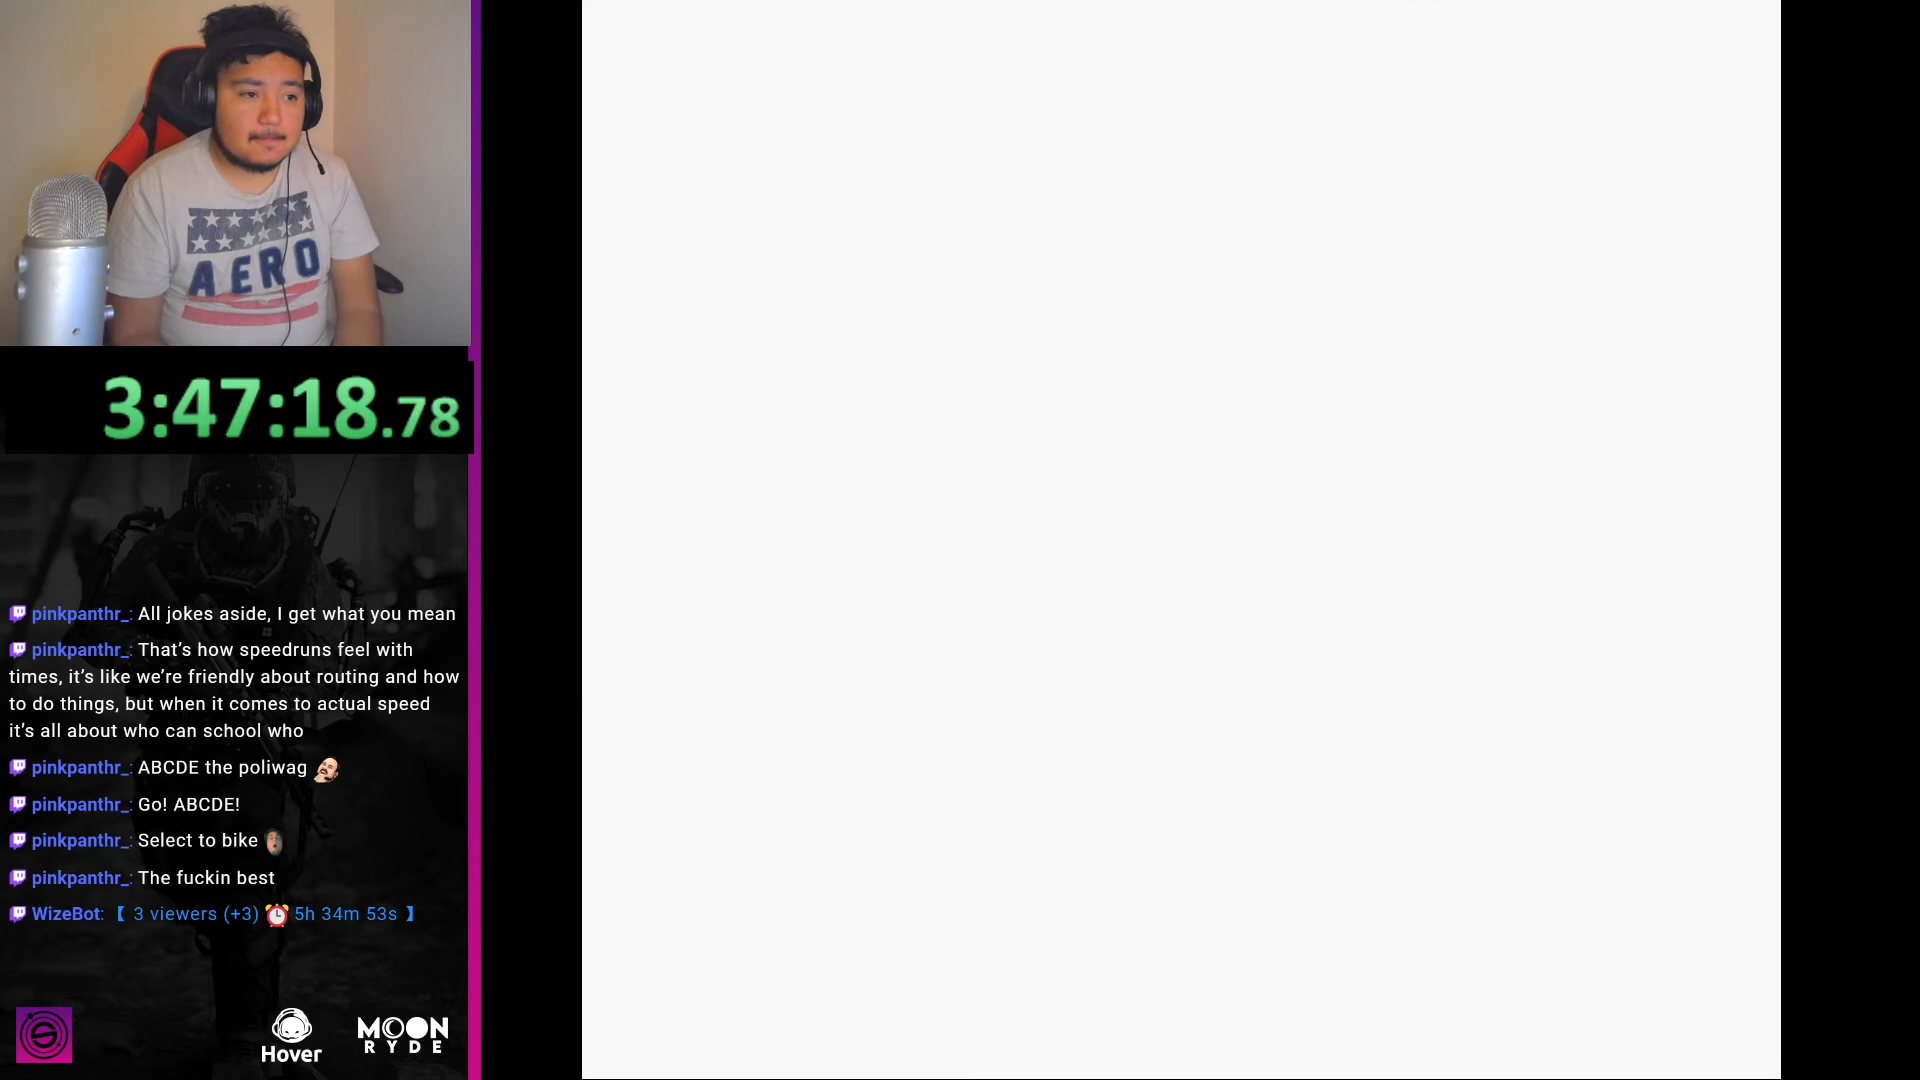 AERO
3:47:18.78
pinkpanthr_: All jokes aside, I get what you mean
pinkpanthr_: That’s how speedruns feel with
times, it’s like we’re friendly about routing and how
to do things, but when it comes to actual speed
it’s all about who can school who
pinkpanthr_: ABCDE the poliwag
pinkpanthr_: Go! ABCDE!
pinkpanthr_: Select to bike
pinkpanthr_: The fuckin best
WizeBot: 【 3 viewers (+3) ⏰ 5h 34m 53s 】
Hover
MOON
RYDE